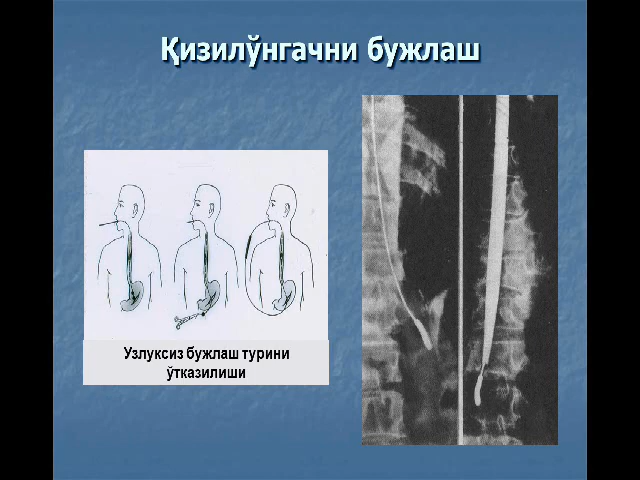 Қизилўнгачни бужлаш
Узлуксиз бужлаш турини
ўтказилиши